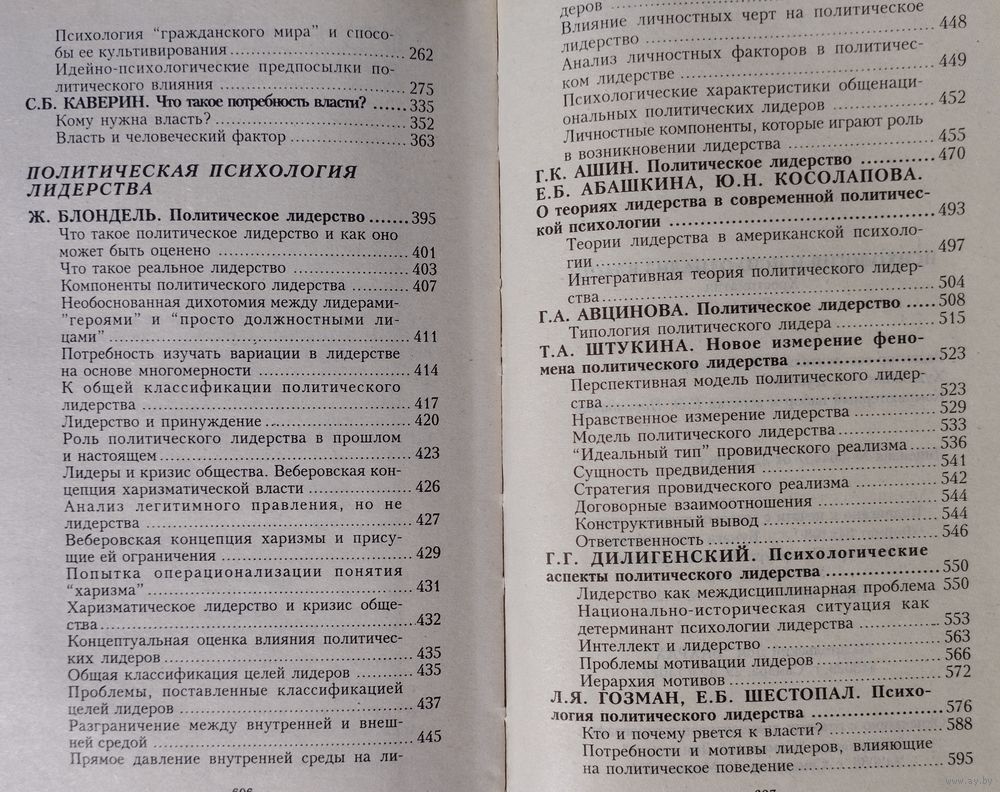 Психология “гражданского мира” и спосо-
бы ее культивирования ........................ 262
Идейно-психологические предпосылки по-
литического влияния ........................ 275
С.Б. КАВЕРИН. Что такое потребность власти? ...... 335
Кому нужна власть? ........................ 352
Власть и человеческий фактор ................ 363
ПОЛИТИЧЕСКАЯ ПСИХОЛОГИЯ
ЛИДЕРСТВА
Ж. БЛОНДЕЛЬ. Политическое лидерство ....... 395
Что такое политическое лидерство и как оно
может быть оценено ........................ 401
Что такое реальное лидерство ................ 403
Компоненты политического лидерства ........ 407
Необоснованная дихотомия между лидерами-
"героями” и “просто должностными ли-
цами” ........................ 411
Потребность изучать вариации в лидерстве
на основе многомерности .................... 414
К общей классификации политического
лидерства ........................ 417
Лидерство и принуждение .................... 420
Роль политического лидерства в прошлом
и настоящем ........................ 423
Лидеры и кризис общества. Веберовская кон-
цепция харизматической власти ............ 426
Анализ легитимного правления, но не
лидерства ........................ 427
Веберовская концепция харизмы и прису-
щие ей ограничения ........................ 429
Попытка операционализации понятия
“харизма” ........................ 431
Харизматическое лидерство и кризис обще-
ства ........................ 432
Концептуальная оценка влияния политичес-
ких лидеров ........................ 435
Общая классификация целей лидеров ........ 435
Проблемы, поставленные классификацией
целей лидеров ........................ 437
Разграничение между внутренней и внеш-
ней средой ........................ 445
Прямое давление внутренней среды на ли-
606
деров ........................
Влияние личностных черт на политическое
лидерство ........................ 448
Анализ личностных факторов в политичес-
ком лидерстве ........................ 449
Психологические характеристики общенаци-
ональных политических лидеров ............ 452
Личностные компоненты, которые играют роль
в возникновении лидерства ................ 455
Г.К. АШИН. Политическое лидерство ........... 470
Е.Б. АБАШКИНА, Ю.Н. КОСОЛАПОВА.
О теориях лидерства в современной политичес-
кой психологии ........................ 493
Теории лидерства в американской психоло-
гии ........................ 497
Интегративная теория политического лидер-
ства ........................ 504
Г.А. АВЦИНОВА. Политическое лидерство ..... 508
Типология политического лидера ............ 515
Т.А. ШТУКИНА. Новое измерение фено-
мена политического лидерства ................ 523
Перспективная модель политического лидер-
ства ........................ 523
Нравственное измерение лидерства .......... 529
Модель политического лидерства ............ 533
“Идеальный тип” провидческого реализма ..... 536
Сущность предвидения .................... 541
Стратегия провидческого реализма .......... 542
Договорные взаимоотношения ................ 544
Конструктивный вывод .................... 544
Ответственность ........................ 546
Г.Г. ДИЛИГЕНСКИЙ. Психологические
аспекты политического лидерства ............. 550
Лидерство как междисциплинарная проблема 550
Национально-историческая ситуация как
детерминант психологии лидерства ......... 553
Интеллект и лидерство .................... 563
Проблемы мотивации лидеров ............... 566
Иерархия мотивов ........................ 572
Л.Я. ГОЗМАН, Е.Б. ШЕСТОПАЛ. Психо-
логия политического лидерства ............... 576
Кто и почему рвется к власти? ............. 588
Потребности и мотивы лидеров, влияющие
на политическое поведение ................ 595
www.ay.by